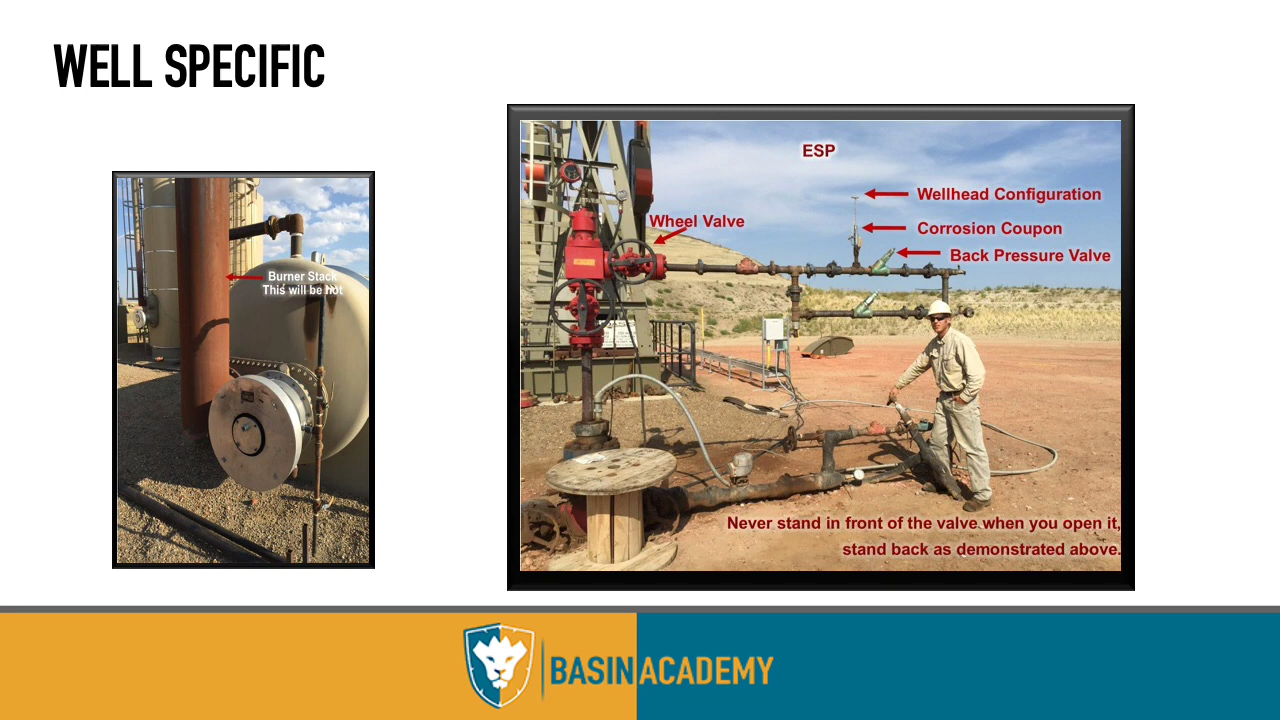 WELL SPECIFIC
Burner Stack
This will be hot
ESP
Wellhead Configuration
Wheel Valve
Corrosion Coupon
Back Pressure Valve
Never stand in front of the valve when you open it,
stand back as demonstrated above.
BASIN ACADEMY